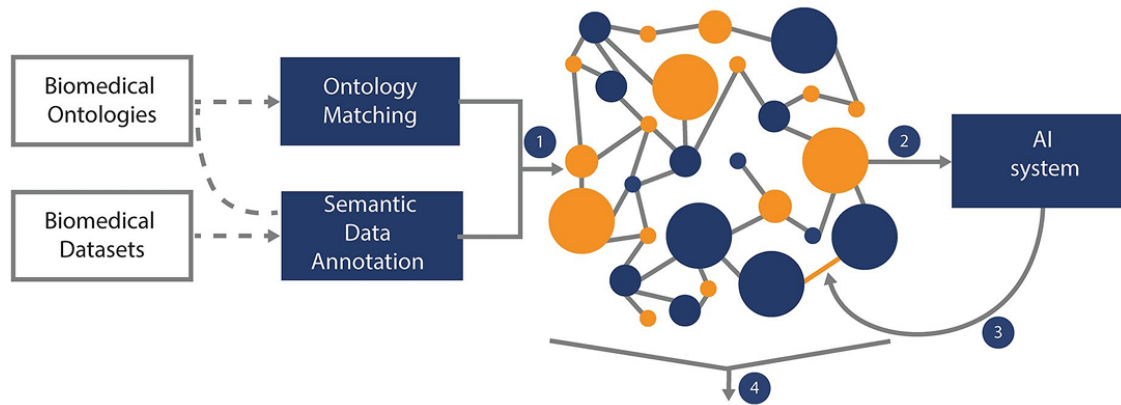 Biomedical
Ontologies
Ontology
Matching
1
2
AI
system
Biomedical
Datasets
Semantic
Data
Annotation
3
4